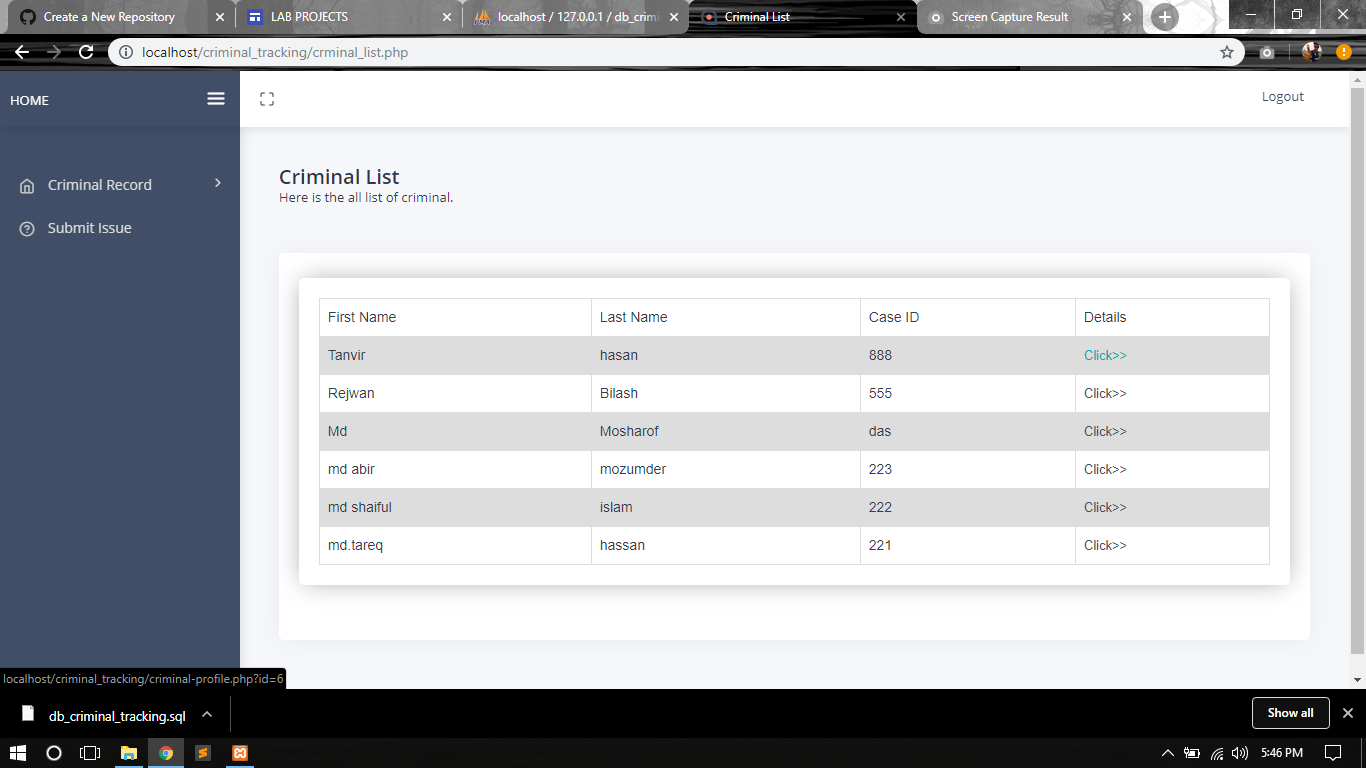 Create a New Repository
LAB PROJECTS
localhost / 127.0.0.1 / db_crimi
Criminal List
Screen Capture Result
localhost/criminal_tracking/crminal_list.php
HOME
Logout
Criminal Record
Submit Issue
Criminal List
Here is the all list of criminal.
First Name Last Name Case ID Details
Tanvir hasan 888 Click>>
Rejwan Bilash 555 Click>>
Md Mosharof das Click>>
md abir mozumder 223 Click>>
md shaiful islam 222 Click>>
md.tareq hassan 221 Click>>
localhost/criminal_tracking/criminal-profile.php?id=6
db_criminal_tracking.sql
Show all
5:46 PM